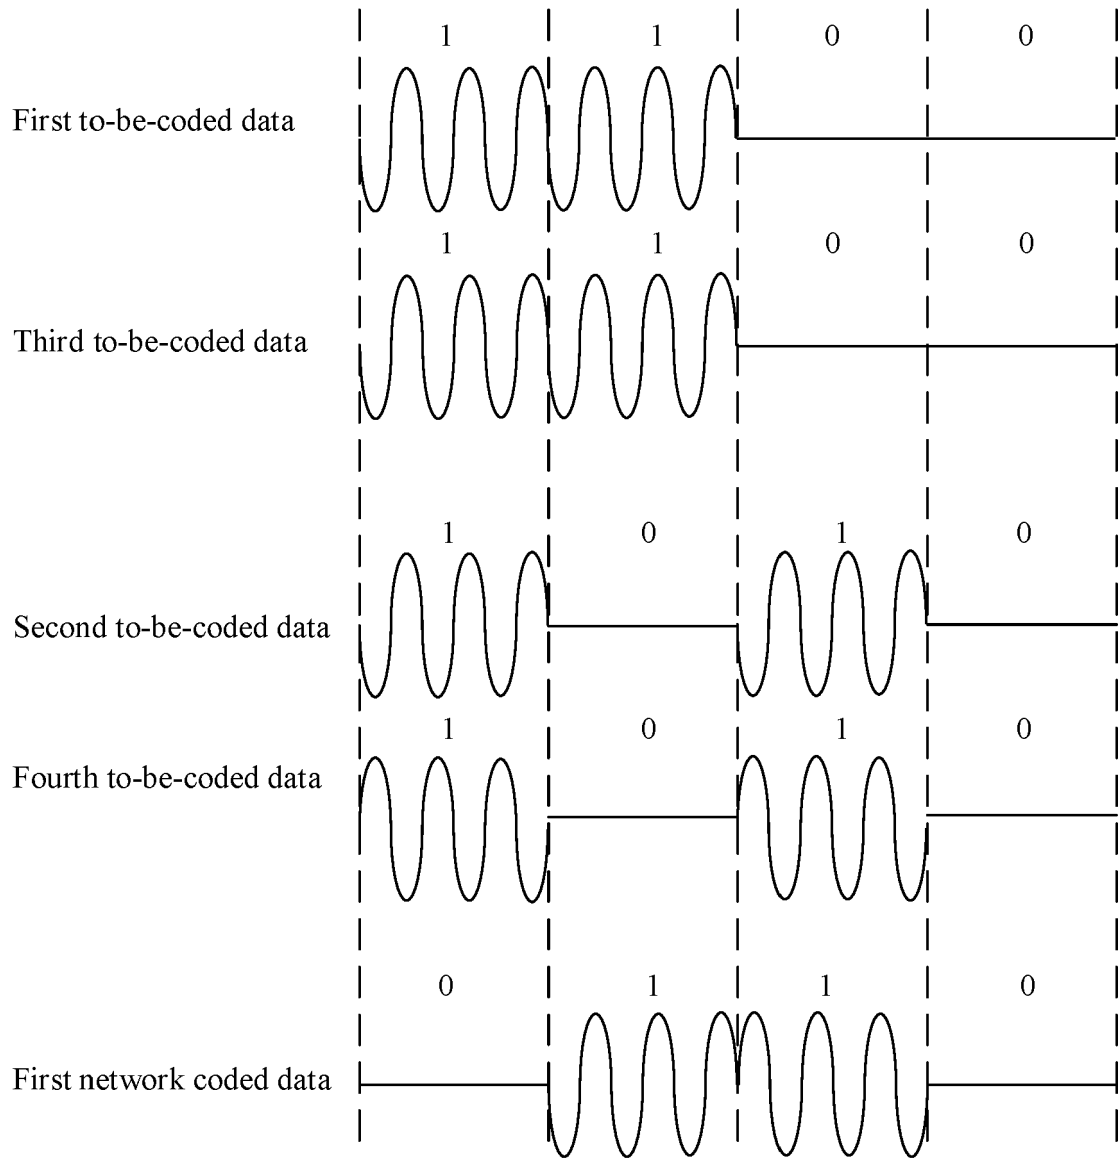 1 1 0 0
First to-be-coded data
1 1 0 0
Third to-be-coded data
1 0 1 0
Second to-be-coded data
1 0 1 0
Fourth to-be-coded data
0 1 1 0
First network coded data